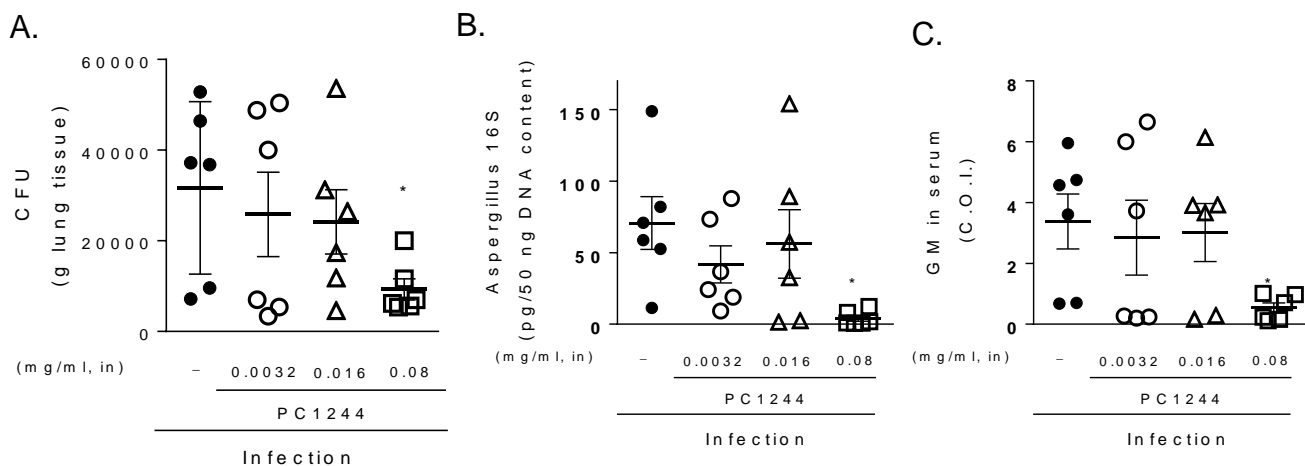 A.
CFU
(g lung tissue)
60000
40000
20000
0
*
(mg/ml, in)
–
0.0032
0.016
0.08
PC1244
Infection
B.
Aspergillus 16S
(pg/50 ng DNA content)
150
100
50
0
*
(mg/ml, in)
–
0.0032
0.016
0.08
PC1244
Infection
C.
GM in serum
(C.O.I.)
8
6
4
2
0
*
(mg/ml, in)
–
0.0032
0.016
0.08
PC1244
Infection